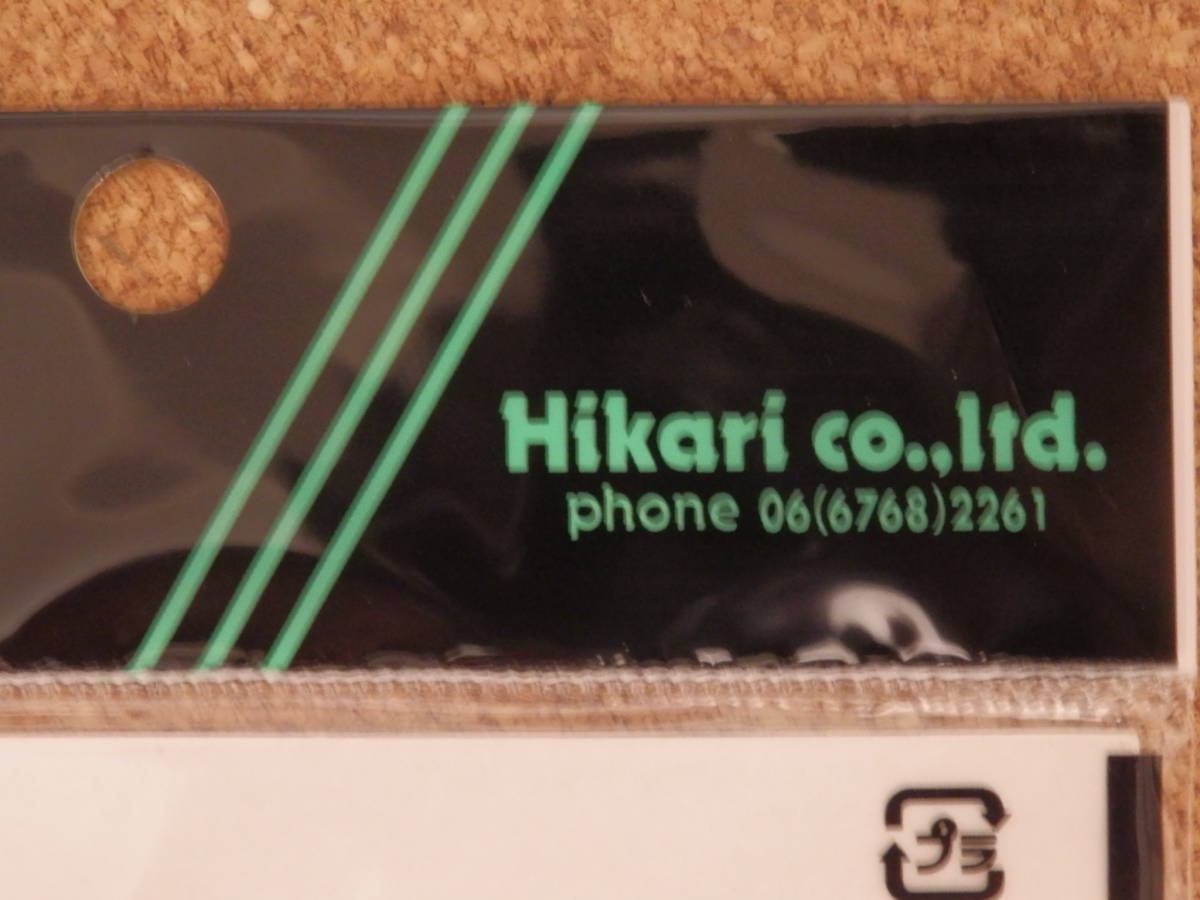 Hikari co.,ltd.
phone 06(6768)2261
プラ